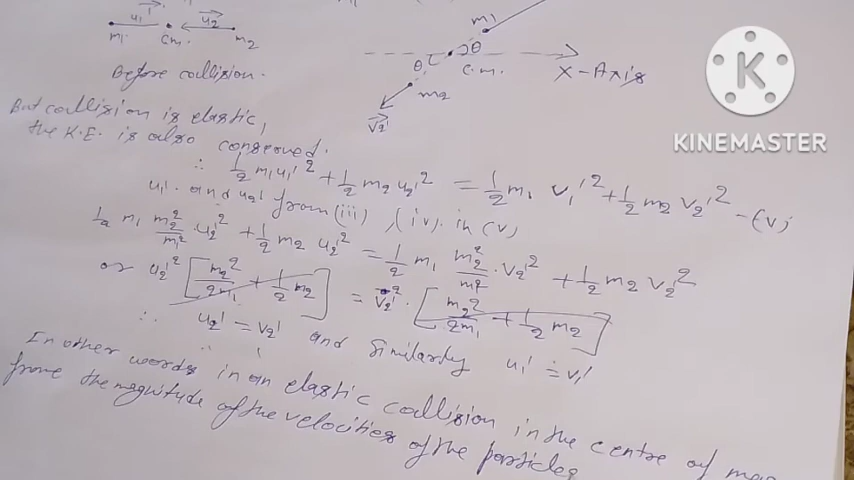 u₁' u₂'
m₁ C.m. m₂
Before collision.
m₁
θ θ
C.m.
X-Axis
m₂
v₂'
K
KINEMASTER
But collision is elastic,
the K.E. is also conserved.
∴ 1/2 m₁u₁'² + 1/2 m₂ u₂'² = 1/2 m₁ v₁'² + 1/2 m₂ v₂'² -(v)
u₁' and u₂' from (iii), (iv) in (v)
1/2 m₁ m₂²/m₁² · u₂'² + 1/2 m₂ u₂'² = 1/2 m₁ m₂²/m² · v₂'² + 1/2 m₂ v₂'²
or u₂'² [m₂²/2m₁ + 1/2 m₂] = v₂'² · [m₂²/2m₁ + 1/2 m₂]
∴ u₂' = v₂' and similarly u₁' = v₁'
In other words in an elastic collision in the centre of
frame the magnitude of the velocities of the particles